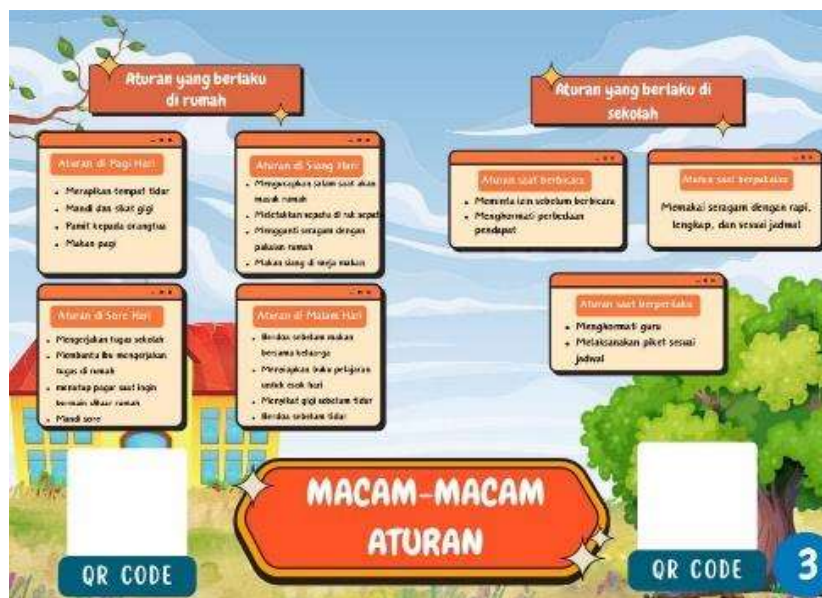 Aturan yang berlaku
di rumah
Aturan di Pagi Hari
Merapikan tempat tidur
Mandi dan sikat gigi
Pamit kepada orangtua
Makan pagi
Aturan di Siang Hari
Mengucapkan salam saat akan
masuk rumah
Meletakkan sepatu di rak sepatu
Mengganti seragam dengan
pakaian rumah
Makan siang di meja makan
Aturan di Sore Hari
Mengerjakan tugas sekolah
Membantu ibu mengerjakan
tugas di rumah
menutup pagar saat ingin
bermain diluar rumah
Mandi sore
Aturan di Malam Hari
Berdoa sebelum makan
bersama keluarga
Menyiapkan buku pelajaran
untuk esok hari
Menyikat gigi sebelum tidur
Berdoa sebelum tidur
Aturan yang berlaku di
sekolah
Aturan saat berbicara
Meminta izin sebelum berbicara
Menghormati perbedaan
pendapat
Aturan saat berpakaian
Memakai seragam dengan rapi,
lengkap, dan sesuai jadwal
Aturan saat berperilaku
Menghormati guru
Melaksanakan piket sesuai
jadwal
MACAM-MACAM
ATURAN
QR CODE
QR CODE
3